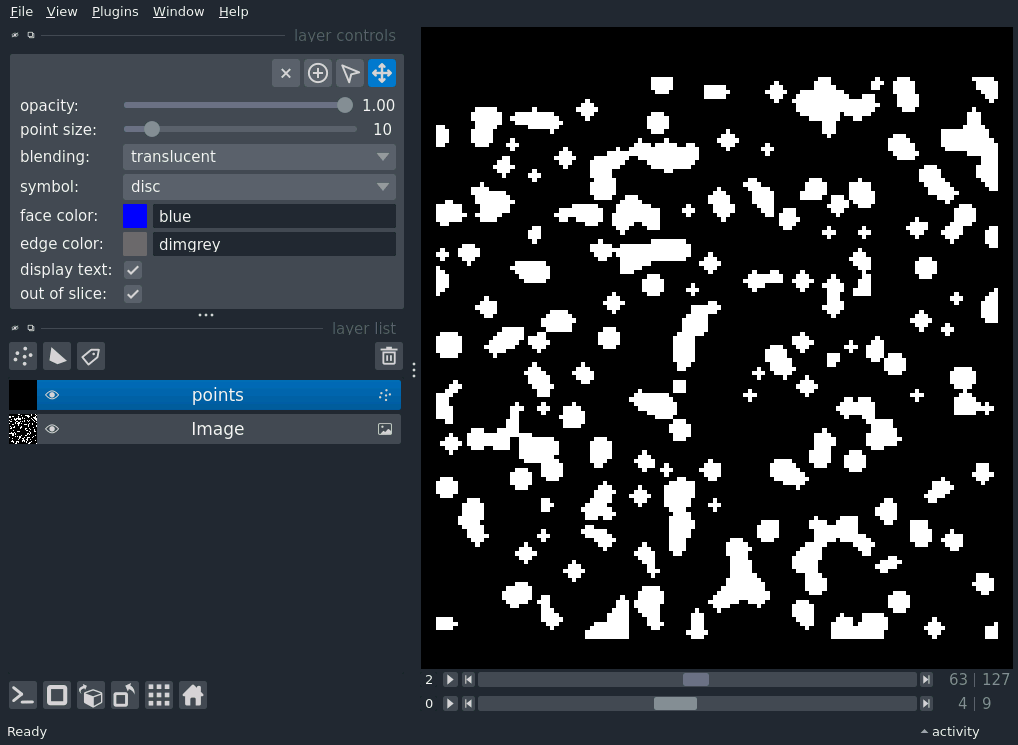 File View Plugins Window Help
layer controls
opacity: 1.00
point size: 10
blending: translucent
symbol: disc
face color: blue
edge color: dimgrey
display text:
out of slice:
layer list
points
Image
2 63 | 127
0 4 | 9
Ready activity